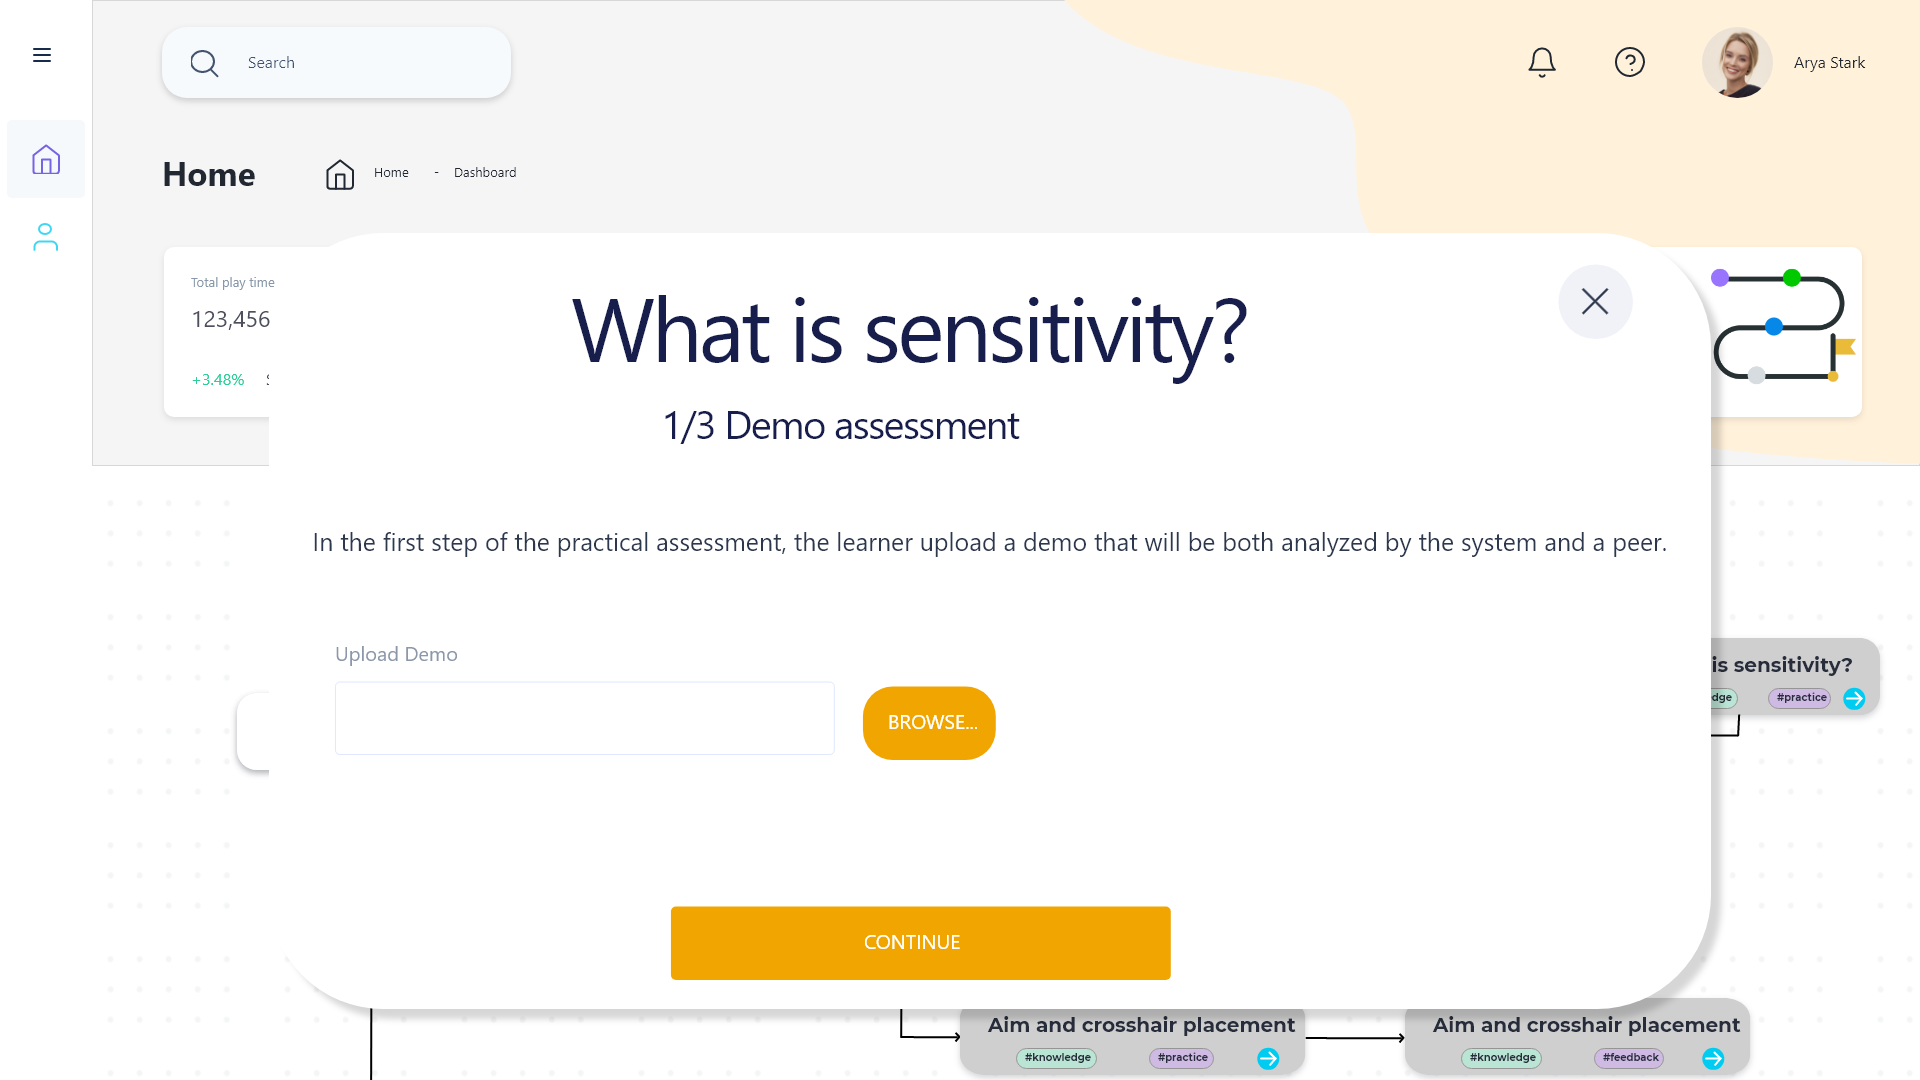 Search
Arya Stark
Home
Home - Dashboard
Total play time
123,456
+3.48%
What is sensitivity?
1/3 Demo assessment
In the first step of the practical assessment, the learner upload a demo that will be both analyzed by the system and a peer.
Upload Demo
BROWSE...
is sensitivity?
#practice
CONTINUE
Aim and crosshair placement
#knowledge #practice
Aim and crosshair placement
#knowledge #feedback